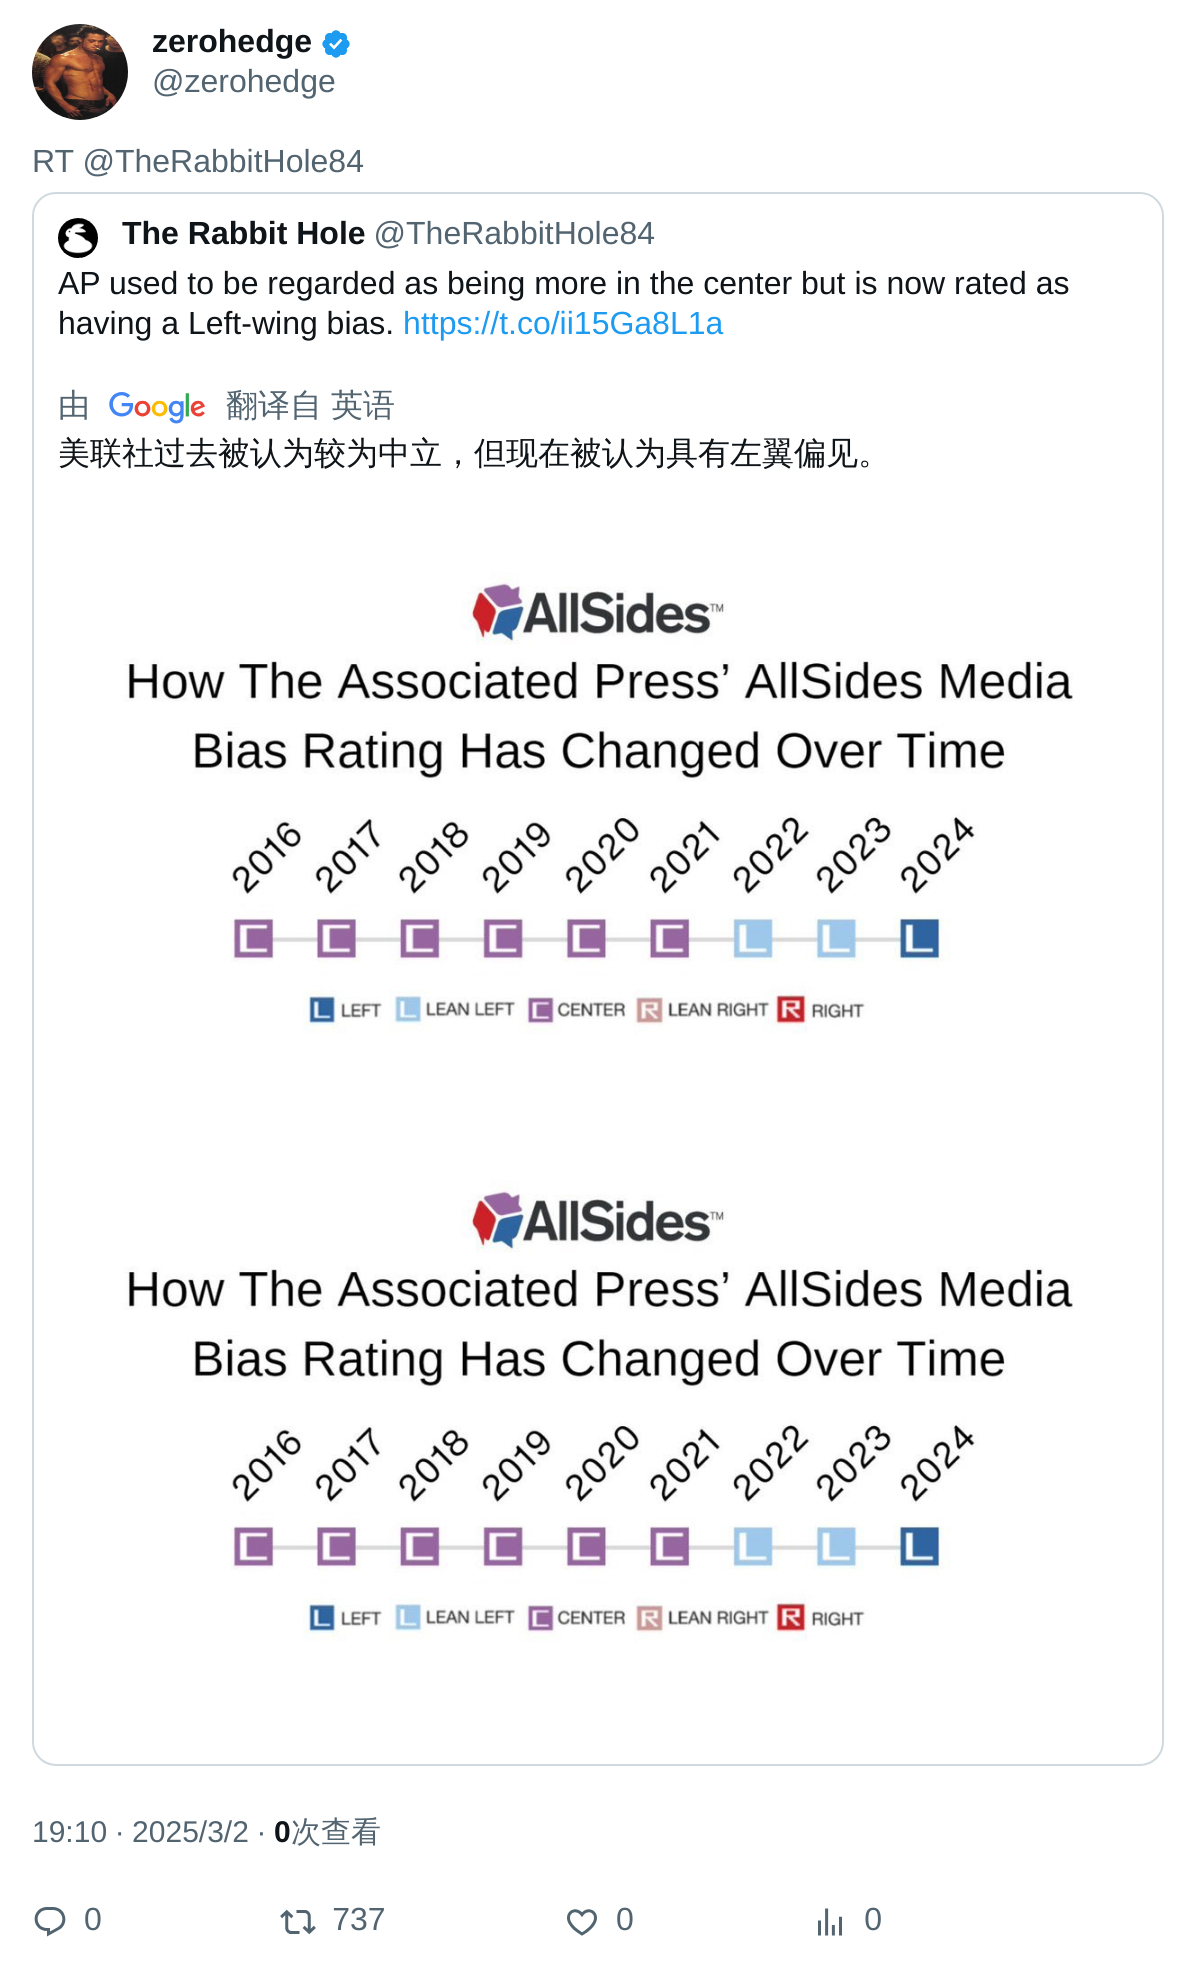 zerohedge
@zerohedge
RT @TheRabbitHole84
The Rabbit Hole @TheRabbitHole84
AP used to be regarded as being more in the center but is now rated as
having a Left-wing bias. https://t.co/ii15Ga8L1a
由 Google 翻译自 英语
美联社过去被认为较为中立，但现在被认为具有左翼偏见。
AllSides™
How The Associated Press’ AllSides Media
Bias Rating Has Changed Over Time
2016 2017 2018 2019 2020 2021 2022 2023 2024
C C C C C C L L L
L LEFT L LEAN LEFT C CENTER R LEAN RIGHT R RIGHT
AllSides™
How The Associated Press’ AllSides Media
Bias Rating Has Changed Over Time
2016 2017 2018 2019 2020 2021 2022 2023 2024
C C C C C C L L L
L LEFT L LEAN LEFT C CENTER R LEAN RIGHT R RIGHT
19:10 · 2025/3/2 · 0次查看
0 737 0 0